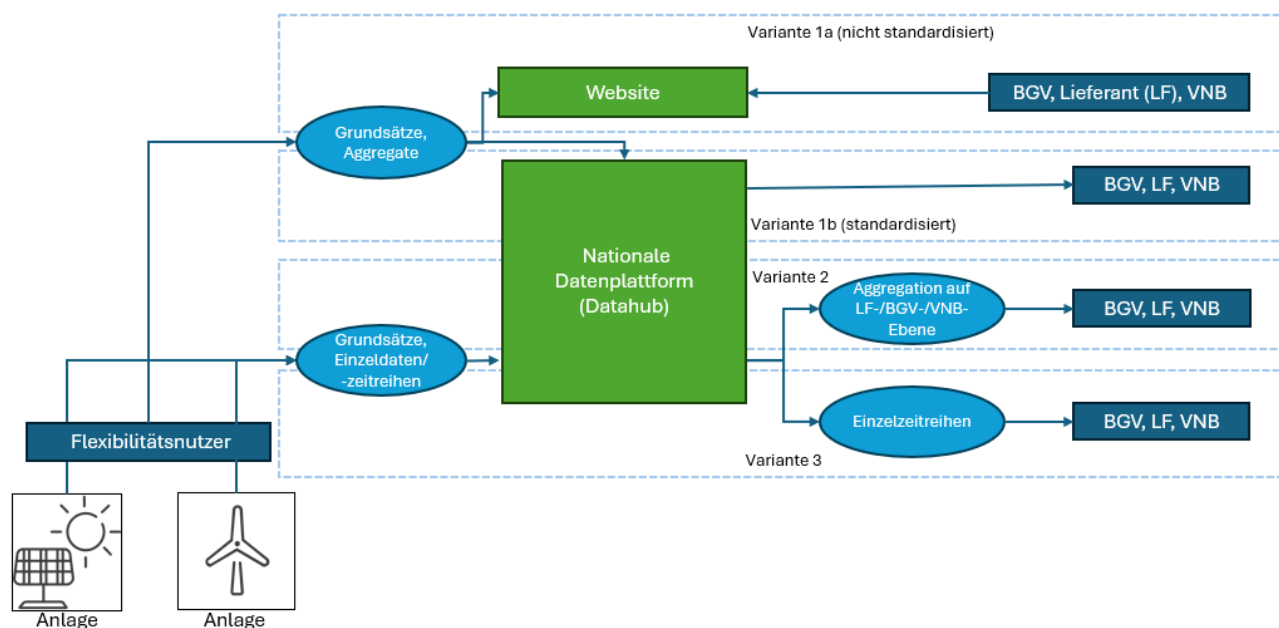 Variante 1a (nicht standardisiert)
Website
BGV, Lieferant (LF), VNB
Grundsätze,
Aggregate
BGV, LF, VNB
Variante 1b (standardisiert)
Nationale
Datenplattform
(Datahub)
Variante 2
Aggregation auf
LF-/BGV-/VNB-
Ebene
BGV, LF, VNB
Grundsätze,
Einzeldaten/
-zeitreihen
Einzelzeitreihen
BGV, LF, VNB
Flexibilitätsnutzer
Variante 3
Anlage
Anlage